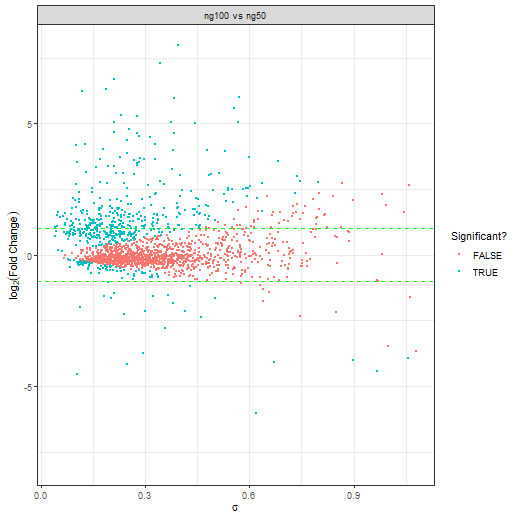 ng100 vs ng50
5
0
-5
log2(Fold Change)
0.0 0.3 0.6 0.9
σ
Significant?
FALSE
TRUE